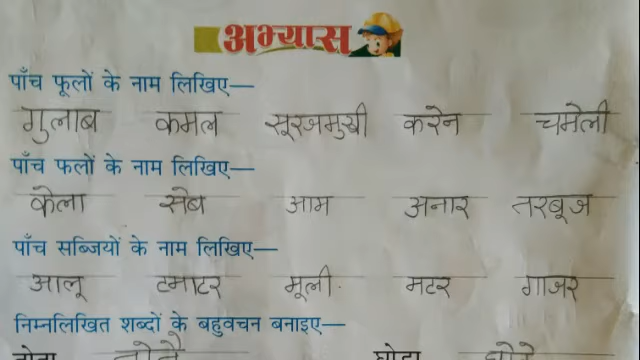 अभ्यास
पाँच फूलों के नाम लिखिए—
गुलाब कमल सूरजमुखी करेन चमेली
पाँच फलों के नाम लिखिए—
केला सेब आम अनार तरबूज
पाँच सब्जियों के नाम लिखिए—
आलू टमाटर मूली मटर गाजर
निम्नलिखित शब्दों के बहुवचन बनाइए—